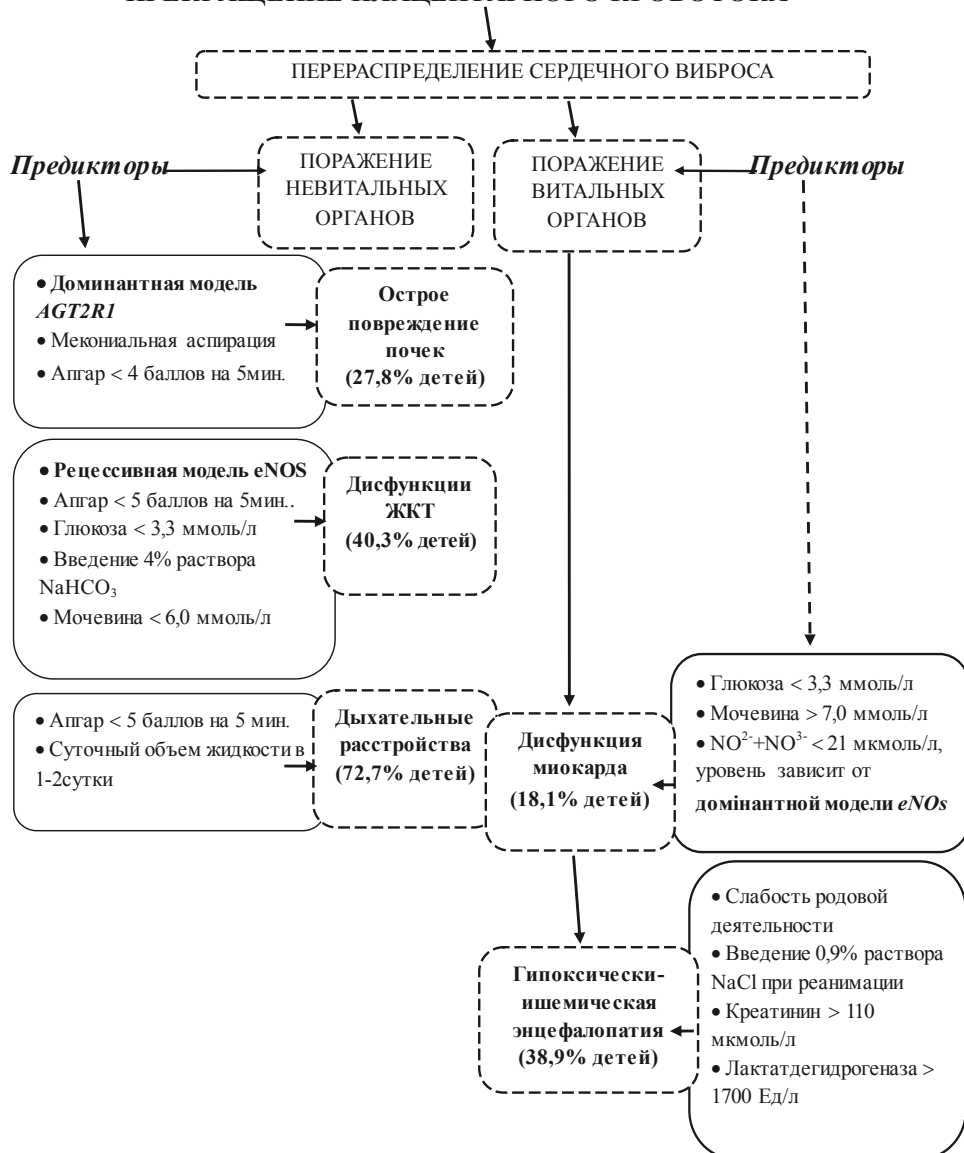 ПЕРЕРАСПРЕДЕЛЕНИЕ СЕРДЕЧНОГО ВИБРОСА
Предикторы
ПОРАЖЕНИЕ
НЕВИТАЛЬНЫХ
ОРГАНОВ
ПОРАЖЕНИЕ
ВИТАЛЬНЫХ
ОРГАНОВ
Предикторы
• Доминантная модель
AGT2R1
• Мекониальная аспирация
• Апгар < 4 баллов на 5мин.
Острое
повреждение
почек
(27,8% детей)
• Рецессивная модель eNOS
• Апгар < 5 баллов на 5мин..
• Глюкоза < 3,3 ммоль/л
• Введение 4% раствора
NaHCO₃
• Мочевина < 6,0 ммоль/л
Дисфункции
ЖКТ
(40,3% детей)
• Апгар < 5 баллов на 5 мин.
• Суточный объем жидкости в
1-2сутки
Дыхательные
расстройства
(72,7% детей)
Дисфункция
миокарда
(18,1% детей)
• Глюкоза < 3,3 ммоль/л
• Мочевина > 7,0 ммоль/л
• NO²⁻+NO³⁻ < 21 мкмоль/л,
уровень зависит от
домінантной модели eNOs
Гипоксически-
ишемическая
энцефалопатия
(38,9% детей)
• Слабость родовой
деятельности
• Введение 0,9% раствора
NaCl при реанимации
• Креатинин > 110
мкмоль/л
• Лактатдегидрогеназа >
1700 Ед/л